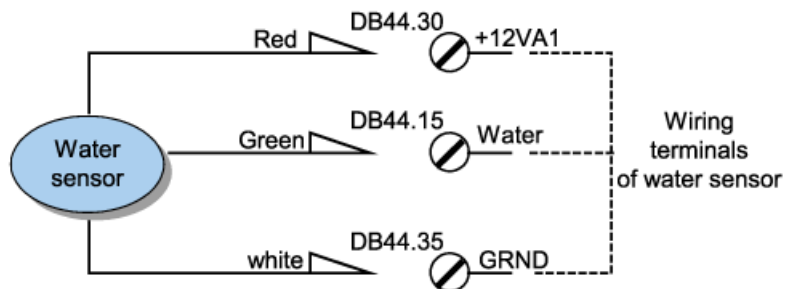 DB44.30
Red
+12VA1
DB44.15
Green
Water
Water
sensor
Wiring
terminals
of water sensor
DB44.35
white
GRND